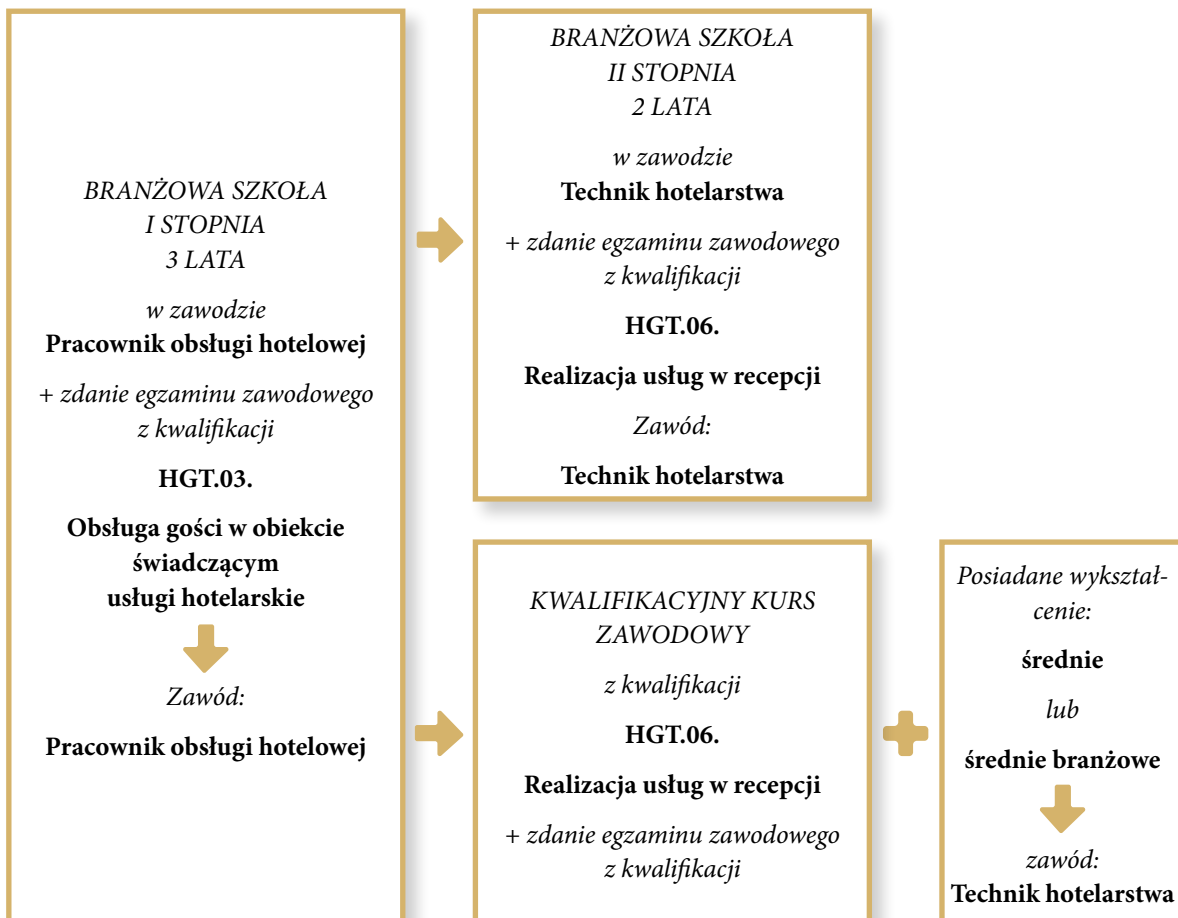 BRANŻOWA SZKOŁA
I STOPNIA
3 LATA
w zawodzie
Pracownik obsługi hotelowej
+ zdanie egzaminu zawodowego
z kwalifikacji
HGT.03.
Obsługa gości w obiekcie
świadczącym
usługi hotelarskie
Zawód:
Pracownik obsługi hotelowej
BRANŻOWA SZKOŁA
II STOPNIA
2 LATA
w zawodzie
Technik hotelarstwa
+ zdanie egzaminu zawodowego
z kwalifikacji
HGT.06.
Realizacja usług w recepcji
Zawód:
Technik hotelarstwa
KWALIFIKACYJNY KURS
ZAWODOWY
z kwalifikacji
HGT.06.
Realizacja usług w recepcji
+ zdanie egzaminu zawodowego
z kwalifikacji
Posiadane wykształ-
cenie:
średnie
lub
średnie branżowe
zawód:
Technik hotelarstwa